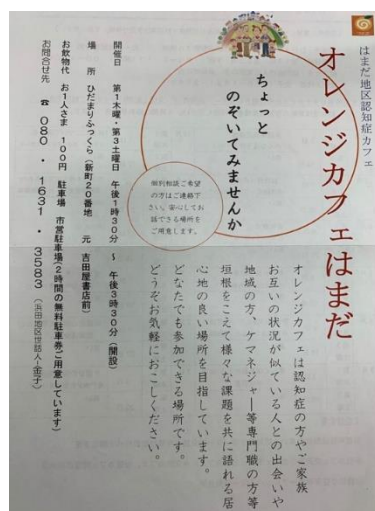 はまだ地区認知症カフェ
オレンジカフェはまだ
ちょっと
のぞいてみませんか
個別相談ご希望
の方はご連絡下
さい。安心してお
話できる場所を
ご用意します。
オレンジカフェは認知症の方やご家族
お互いの状況が似ている人との出会いや
地域の方、ケマネジャー等専門職の方等
垣根をこえて様々な課題を共に語れる居
心地の良い場所を目指しています。
どなたでも参加できる場所です。
どうぞお気軽におこしください。
開催日 第1木曜・第3土曜日 午後1時30分 ~ 午後3時30分(開設)
場 所 ひだまりふっくら(新町20番地 元 吉田屋書店前)
お飲物代 お1人さま 100円 駐車場 市営駐車場(2時間の無料駐車券ご用意しています)
お問合せ先 ☎ 080・1631・3583(浜田地区世話人 金子)